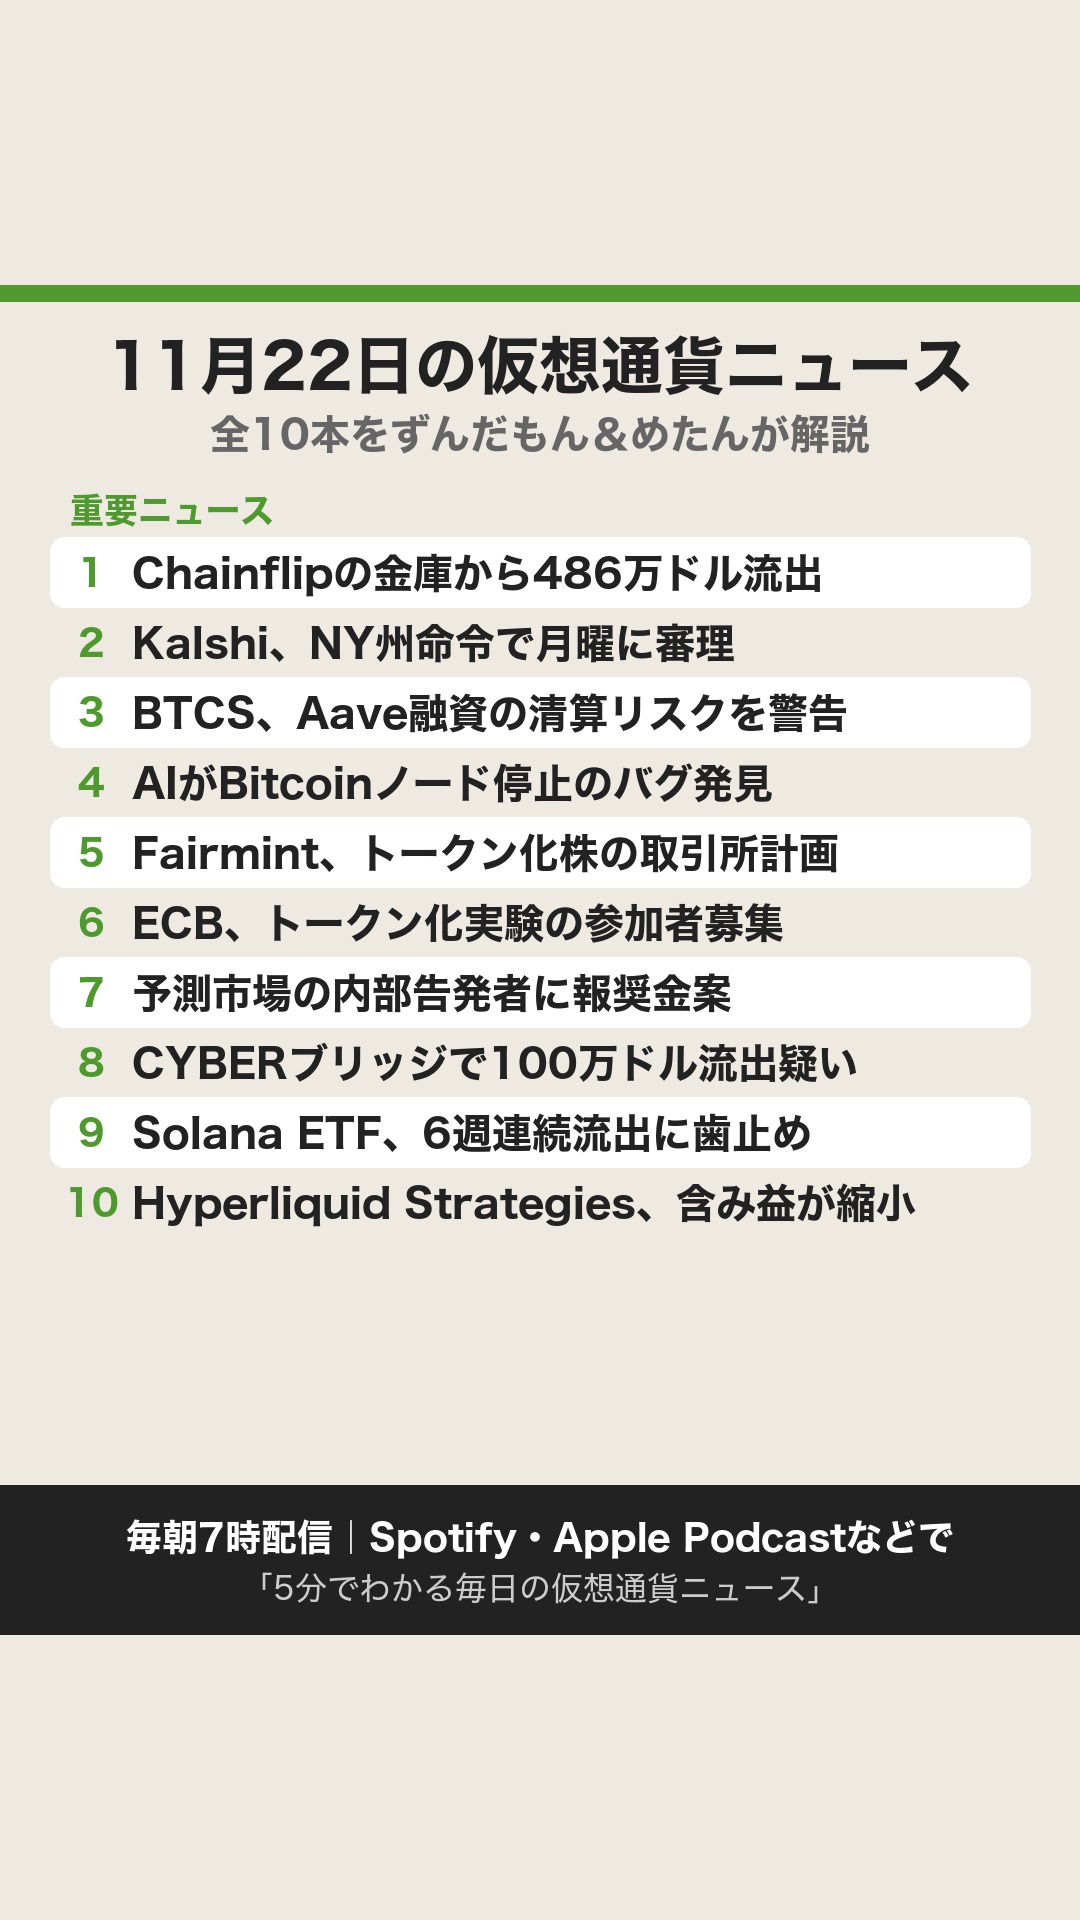 11月22日の仮想通貨ニュース
全10本をずんだもん＆めたんが解説
重要ニュース
1 Chainflipの金庫から486万ドル流出
2 Kalshi、NY州命令で月曜に審理
3 BTCS、Aave融資の清算リスクを警告
4 AIがBitcoinノード停止のバグ発見
5 Fairmint、トークン化株の取引所計画
6 ECB、トークン化実験の参加者募集
7 予測市場の内部告発者に報奨金案
8 CYBERブリッジで100万ドル流出疑い
9 Solana ETF、6週連続流出に歯止め
10 Hyperliquid Strategies、含み益が縮小
毎朝7時配信｜Spotify・Apple Podcastなどで
「5分でわかる毎日の仮想通貨ニュース」